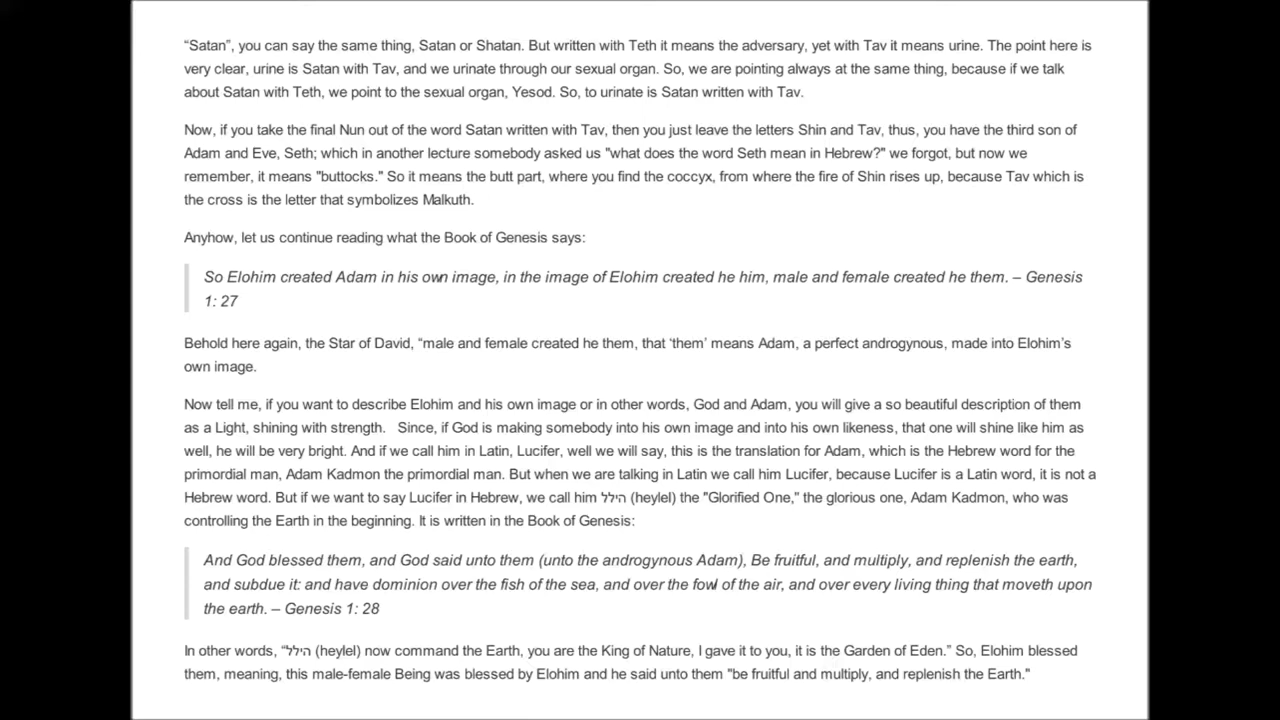 “Satan”, you can say the same thing, Satan or Shatan. But written with Teth it means the adversary, yet with Tav it means urine. The point here is
very clear, urine is Satan with Tav, and we urinate through our sexual organ. So, we are pointing always at the same thing, because if we talk
about Satan with Teth, we point to the sexual organ, Yesod. So, to urinate is Satan written with Tav.
Now, if you take the final Nun out of the word Satan written with Tav, then you just leave the letters Shin and Tav, thus, you have the third son of
Adam and Eve, Seth; which in another lecture somebody asked us "what does the word Seth mean in Hebrew?" we forgot, but now we
remember, it means "buttocks." So it means the butt part, where you find the coccyx, from where the fire of Shin rises up, because Tav which is
the cross is the letter that symbolizes Malkuth.
Anyhow, let us continue reading what the Book of Genesis says:
So Elohim created Adam in his own image, in the image of Elohim created he him, male and female created he them. – Genesis
1: 27
Behold here again, the Star of David, “male and female created he them, that ‘them’ means Adam, a perfect androgynous, made into Elohim’s
own image.
Now tell me, if you want to describe Elohim and his own image or in other words, God and Adam, you will give a so beautiful description of them
as a Light, shining with strength. Since, if God is making somebody into his own image and into his own likeness, that one will shine like him as
well, he will be very bright. And if we call him in Latin, Lucifer, well we will say, this is the translation for Adam, which is the Hebrew word for the
primordial man, Adam Kadmon the primordial man. But when we are talking in Latin we call him Lucifer, because Lucifer is a Latin word, it is not a
Hebrew word. But if we want to say Lucifer in Hebrew, we call him הילל (heylel) the "Glorified One," the glorious one, Adam Kadmon, who was
controlling the Earth in the beginning. It is written in the Book of Genesis:
And God blessed them, and God said unto them (unto the androgynous Adam), Be fruitful, and multiply, and replenish the earth,
and subdue it: and have dominion over the fish of the sea, and over the fowl of the air, and over every living thing that moveth upon
the earth. – Genesis 1: 28
In other words, “הילל (heylel) now command the Earth, you are the King of Nature, I gave it to you, it is the Garden of Eden.” So, Elohim blessed
them, meaning, this male-female Being was blessed by Elohim and he said unto them "be fruitful and multiply, and replenish the Earth."